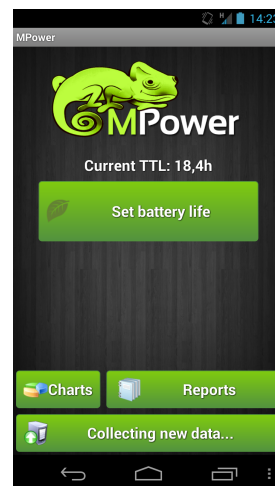 H 14:23
MPower
MPower
Current TTL: 18,4h
Set battery life
Charts
Reports
Collecting new data...